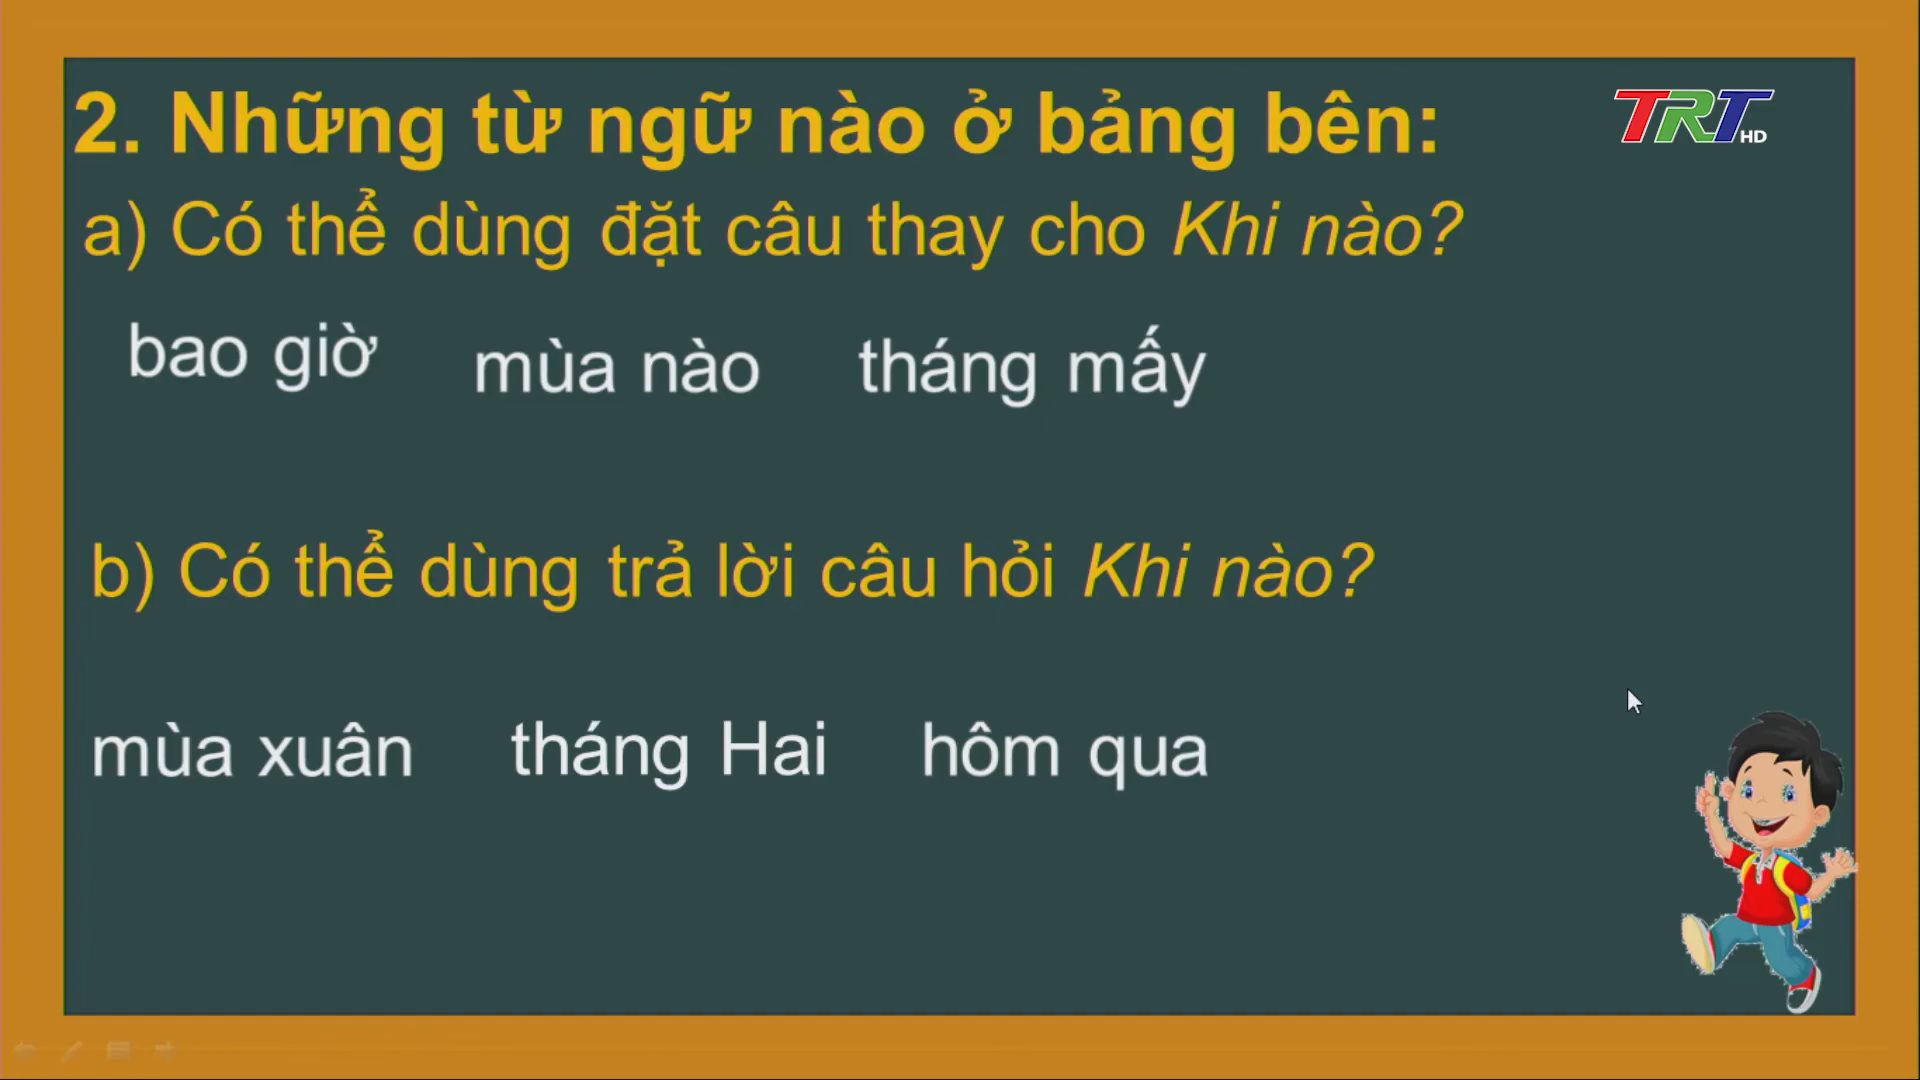 2. Những từ ngữ nào ở bảng bên:
TRT HD
a) Có thể dùng đặt câu thay cho Khi nào?
bao giờ mùa nào tháng mấy
b) Có thể dùng trả lời câu hỏi Khi nào?
mùa xuân tháng Hai hôm qua